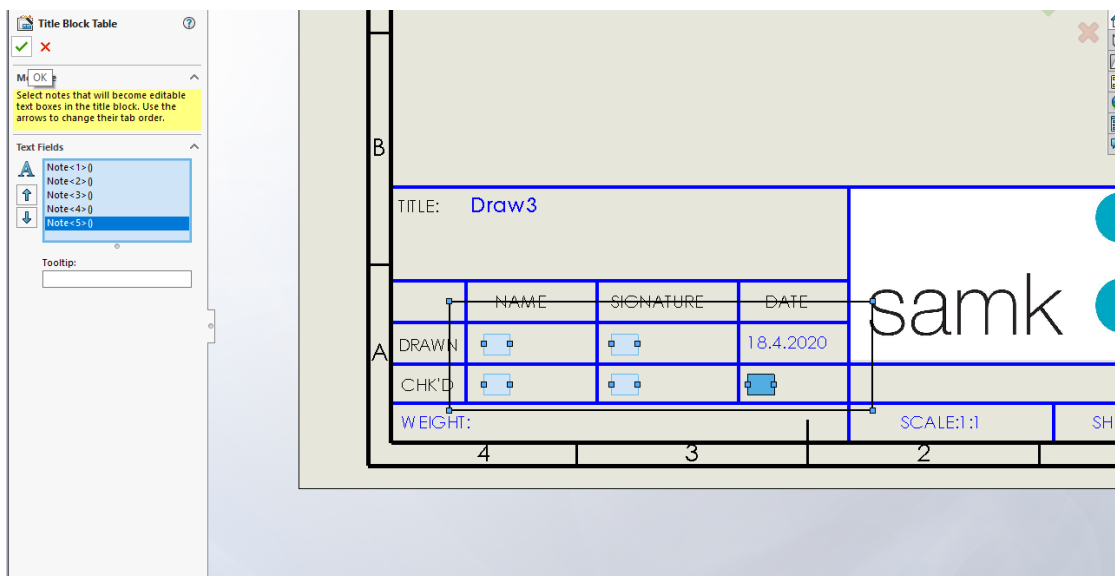 Title Block Table
OK
Select notes that will become editable
text boxes in the title block. Use the
arrows to change their tab order.
Text Fields
Note<1>()
Note<2>()
Note<3>()
Note<4>()
Note<5>()
Tooltip:
B
TITLE: Draw3
samk
NAME SIGNATURE DATE
A
DRAWN 18.4.2020
CHK'D
WEIGHT: SCALE:1:1 SH
4 3 2